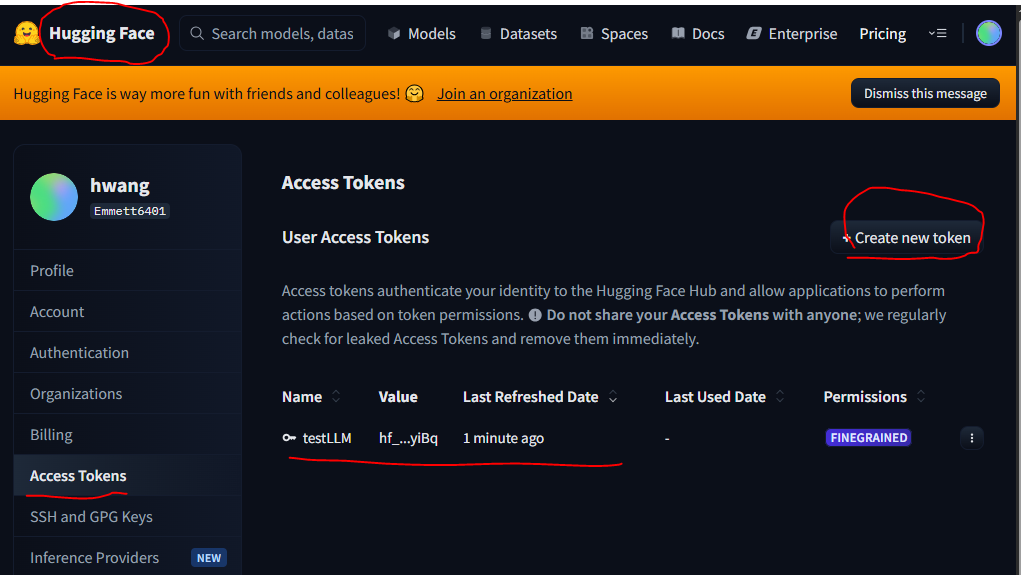 Hugging Face
Search models, datas
Models
Datasets
Spaces
Docs
Enterprise
Pricing
Hugging Face is way more fun with friends and colleagues! 🤗 Join an organization
Dismiss this message
hwang
Emmett6401
Profile
Account
Authentication
Organizations
Billing
Access Tokens
SSH and GPG Keys
Inference Providers NEW
Access Tokens
User Access Tokens
+ Create new token
Access tokens authenticate your identity to the Hugging Face Hub and allow applications to perform
actions based on token permissions. Do not share your Access Tokens with anyone; we regularly
check for leaked Access Tokens and remove them immediately.
Name Value Last Refreshed Date Last Used Date Permissions
testLLM hf_...yiBq 1 minute ago - FINEGRAINED